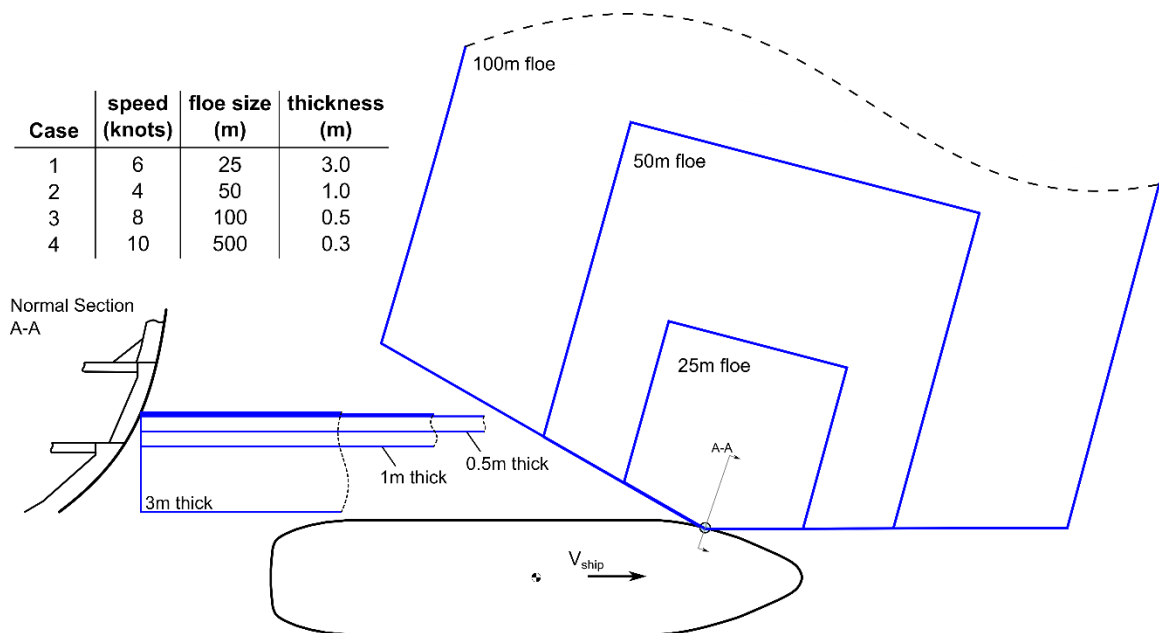 100m floe
speed floe size thickness
Case (knots) (m) (m)
1 6 25 3.0
2 4 50 1.0
3 8 100 0.5
4 10 500 0.3
50m floe
Normal Section
A-A
25m floe
A-A
0.5m thick
1m thick
3m thick
Vship